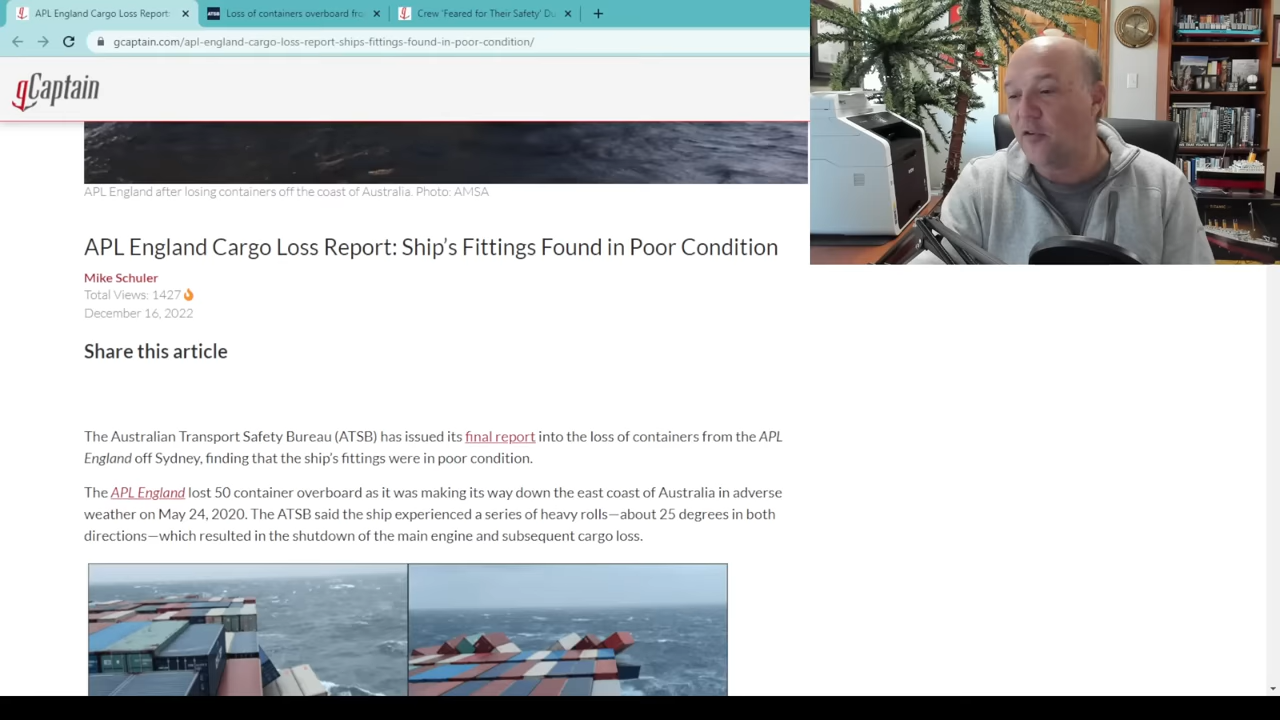 APL England Cargo Loss Report:
ATSB
Loss of containers overboard fro
Crew 'Feared for Their Safety' Du
gcaptain.com/apl-england-cargo-loss-report-ships-fittings-found-in-poor-condition/
gCaptain
APL England after losing containers off the coast of Australia. Photo: AMSA
APL England Cargo Loss Report: Ship's Fittings Found in Poor Condition
Mike Schuler
Total Views: 1427
December 16, 2022
Share this article
The Australian Transport Safety Bureau (ATSB) has issued its final report into the loss of containers from the APL
England off Sydney, finding that the ship's fittings were in poor condition.
The APL England lost 50 container overboard as it was making its way down the east coast of Australia in adverse
weather on May 24, 2020. The ATSB said the ship experienced a series of heavy rolls—about 25 degrees in both
directions—which resulted in the shutdown of the main engine and subsequent cargo loss.
TITANIC